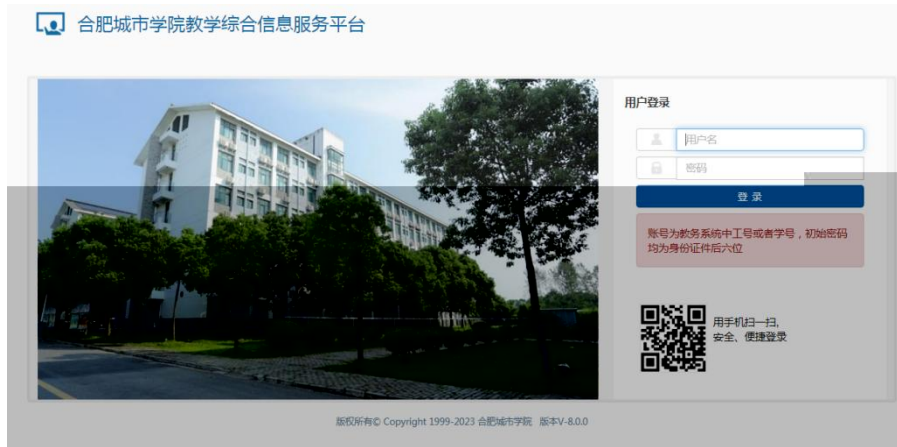 合肥城市学院教学综合信息服务平台
用户登录
用户名
密码
登 录
账号为教务系统中工号或者学号，初始密码
均为身份证件后六位
用手机扫一扫,
安全、便捷登录
版权所有© Copyright 1999-2023 合肥城市学院 版本V-8.0.0